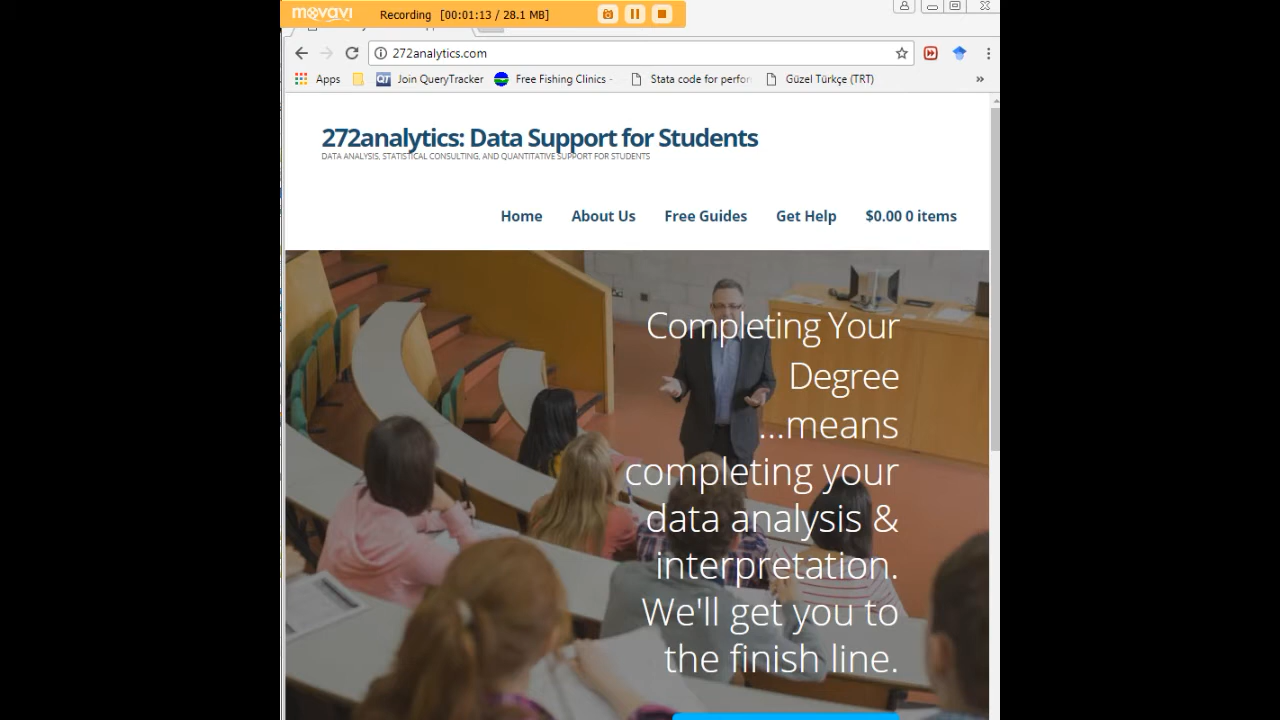 movavi Recording [00:01:13 / 28.1 MB]
272analytics.com
Apps Join QueryTracker Free Fishing Clinics - Stata code for perfor Güzel Türkçe (TRT) »
272analytics: Data Support for Students
DATA ANALYSIS, STATISTICAL CONSULTING, AND QUANTITATIVE SUPPORT FOR STUDENTS
Home About Us Free Guides Get Help $0.00 0 items
Completing Your
Degree
...means
completing your
data analysis &
interpretation.
We'll get you to
the finish line.